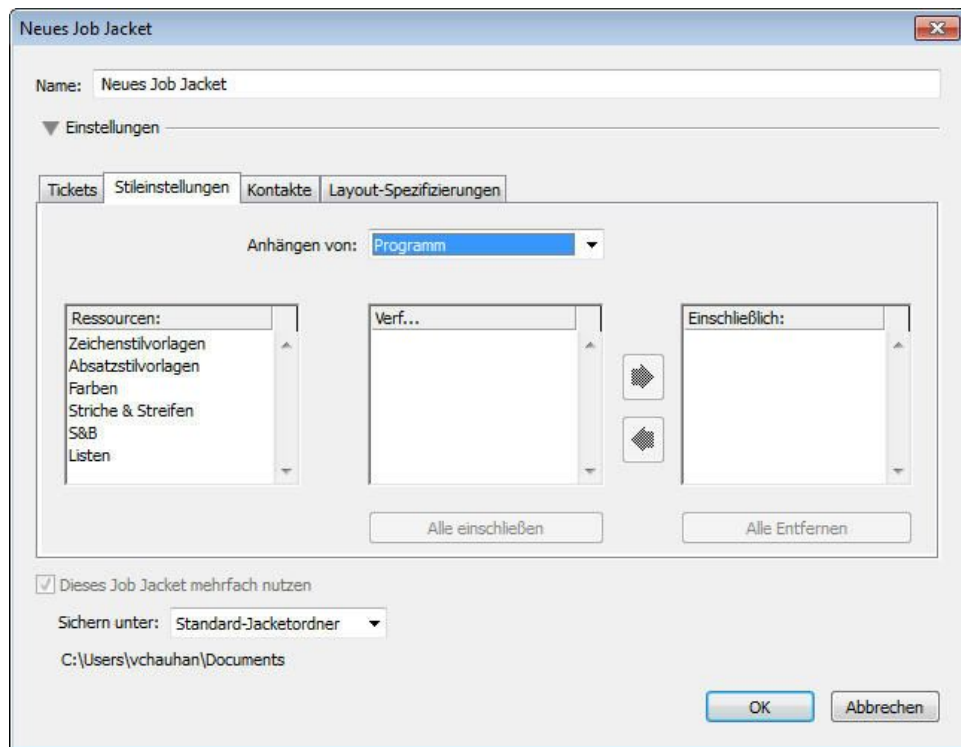 Neues Job Jacket
Name: Neues Job Jacket
Einstellungen
Tickets Stileinstellungen Kontakte Layout-Spezifizierungen
Anhängen von: Programm
Ressourcen: Verf... Einschließlich:
Zeichenstilvorlagen
Absatzstilvorlagen
Farben
Striche & Streifen
S&B
Listen
Alle einschließen Alle Entfernen
Dieses Job Jacket mehrfach nutzen
Sichern unter: Standard-Jacketordner
C:\Users\vchauhan\Documents
OK Abbrechen